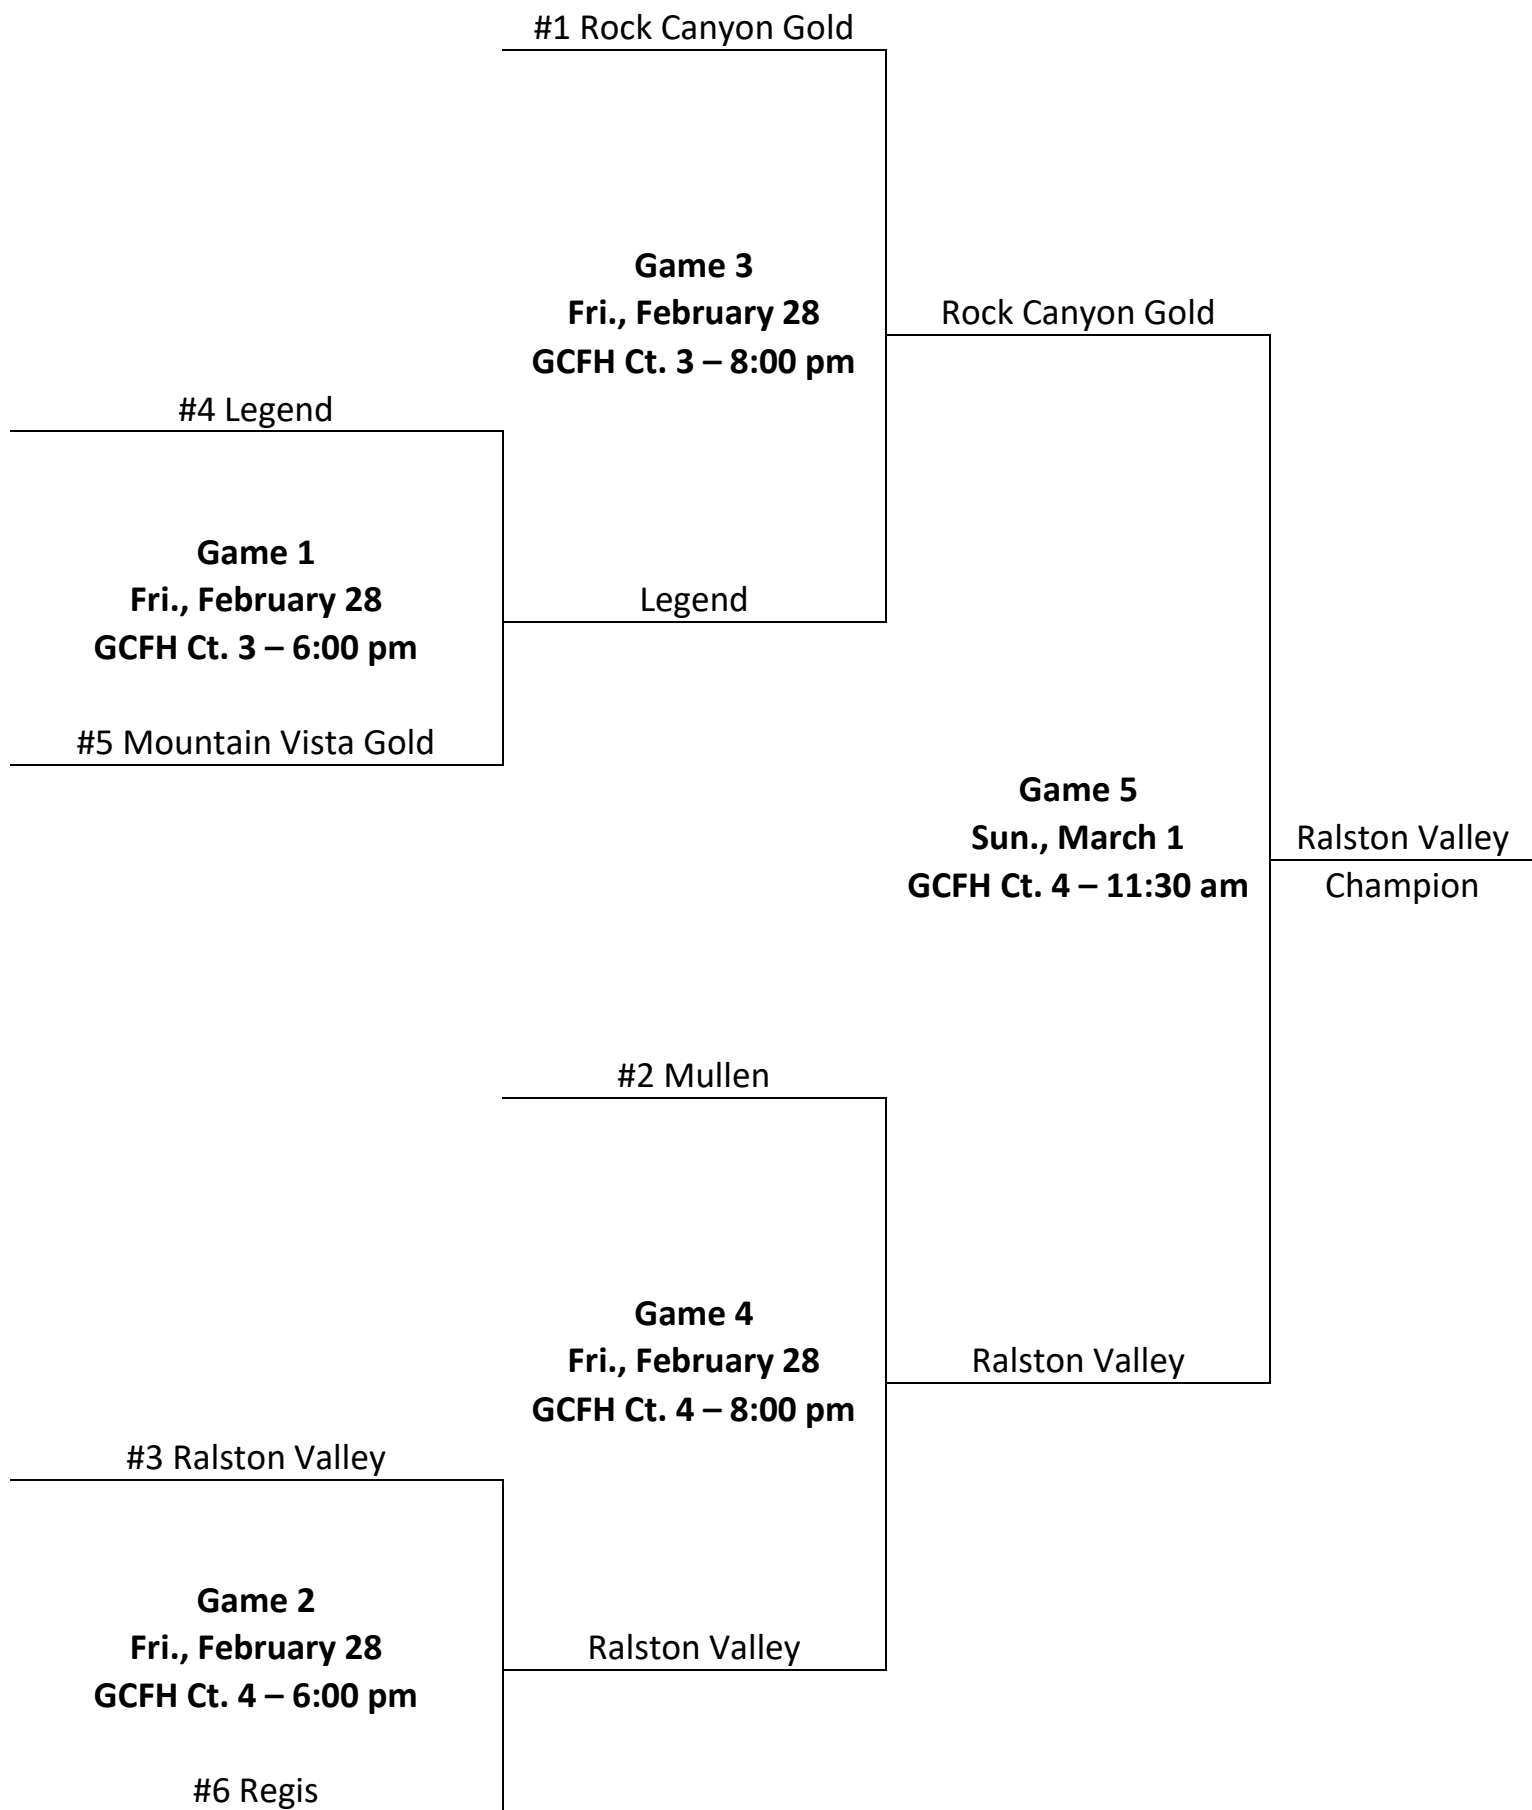 #1 Rock Canyon Gold
Game 3
Fri., February 28
GCFH Ct. 3 – 8:00 pm
Rock Canyon Gold
#4 Legend
Game 1
Fri., February 28
GCFH Ct. 3 – 6:00 pm
Legend
#5 Mountain Vista Gold
Game 5
Sun., March 1
GCFH Ct. 4 – 11:30 am
Ralston Valley
Champion
#2 Mullen
Game 4
Fri., February 28
GCFH Ct. 4 – 8:00 pm
Ralston Valley
#3 Ralston Valley
Game 2
Fri., February 28
GCFH Ct. 4 – 6:00 pm
Ralston Valley
#6 Regis